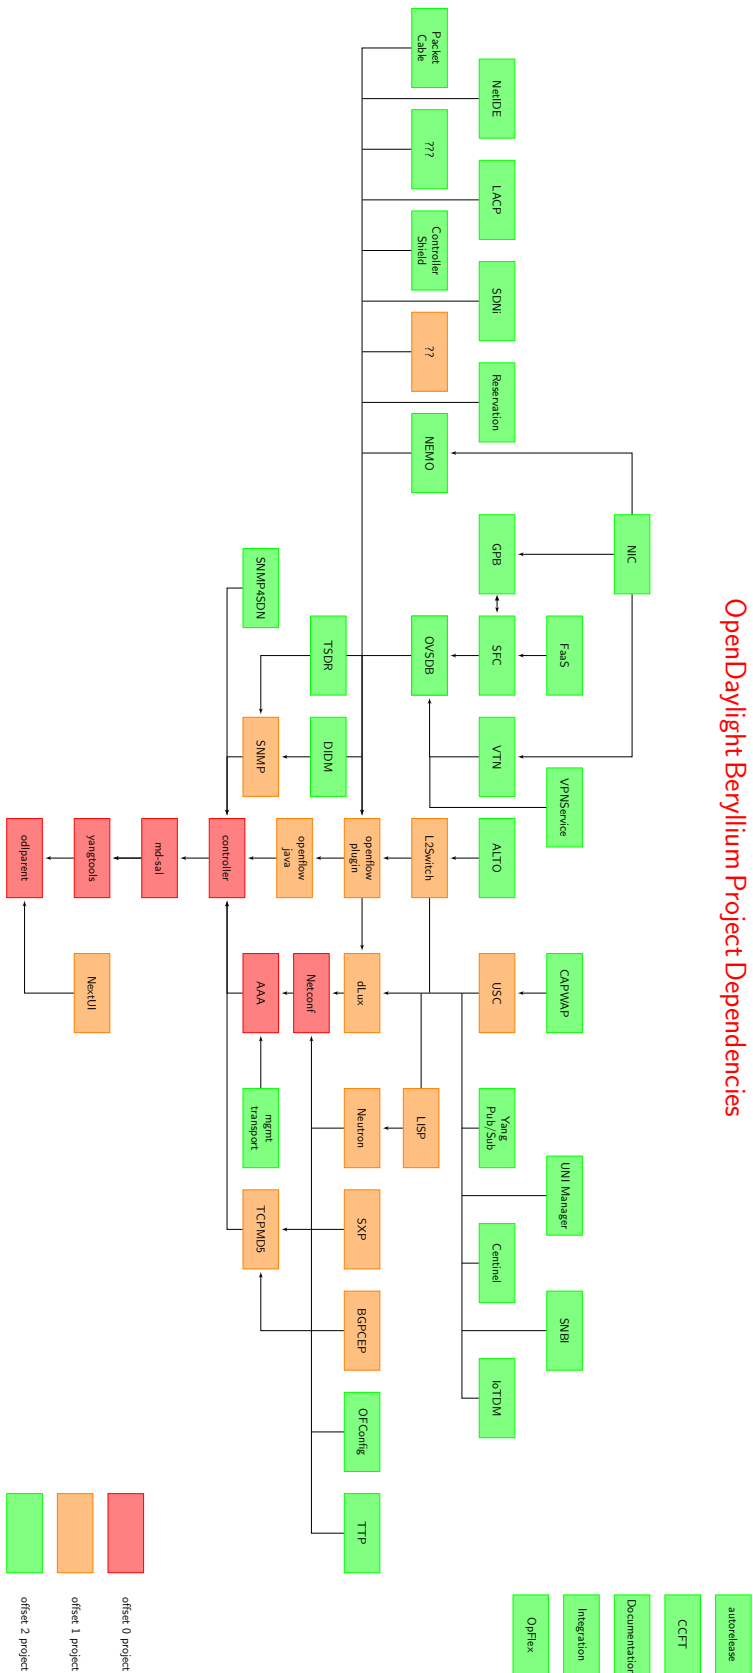 OpenDaylight Beryllium Project Dependencies
autorelease
CCFT
Documentation
Integration
OpFlex
NIC
FaaS
VPNService
CAPWAP
UNI Manager
SNBI
NetIDE
LACP
SDNi
Reservation
GPB
SFC
VTN
ALTO
USC
Yang
Pub/Sub
Centinel
IoTDM
Packet
Cable
???
Controller
Shield
??
NEMO
OVSDB
L2Switch
LISP
openflow
plugin
dLux
Neutron
SXP
BGPCEP
OFConfig
TTP
TSDR
DIDM
openflow
java
Netconf
SNMP4SDN
SNMP
AAA
mgmt
transport
TCPMD5
controller
md-sal
yangtools
NextUI
odlparent
offset 0 project
offset 1 project
offset 2 project